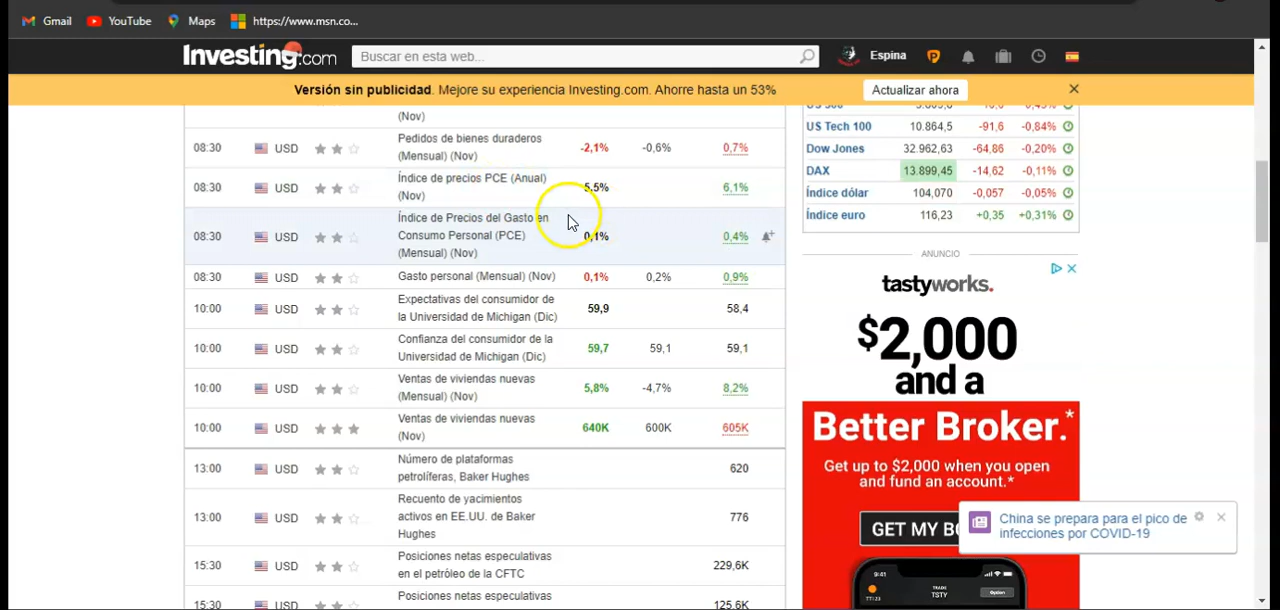 Gmail YouTube Maps https://www.msn.co...
Investing.com Buscar en esta web... Espina
Versión sin publicidad. Mejore su experiencia Investing.com. Ahorre hasta un 53% Actualizar ahora
(Nov)
08:30 USD Pedidos de bienes duraderos -2,1% -0,6% 0,7%
(Mensual) (Nov)
08:30 USD Índice de precios PCE (Anual) 5,5% 6,1%
(Nov)
Índice de Precios del Gasto en
08:30 USD Consumo Personal (PCE) 0,1% 0,4%
(Mensual) (Nov)
08:30 USD Gasto personal (Mensual) (Nov) 0,1% 0,2% 0,9%
10:00 USD Expectativas del consumidor de 59,9 58,4
la Universidad de Michigan (Dic)
10:00 USD Confianza del consumidor de la 59,7 59,1 59,1
Universidad de Michigan (Dic)
10:00 USD Ventas de viviendas nuevas 5,8% -4,7% 8,2%
(Mensual) (Nov)
10:00 USD Ventas de viviendas nuevas 640K 600K 605K
(Nov)
13:00 USD Número de plataformas 620
petrolíferas, Baker Hughes
Recuento de yacimientos
13:00 USD activos en EE.UU. de Baker 776
Hughes
15:30 USD Posiciones netas especulativas 229,6K
en el petróleo de la CFTC
15:30 USD Posiciones netas especulativas 125,6K
US Tech 100 10.864,5 -91,6 -0,84%
Dow Jones 32.962,63 -64,86 -0,20%
DAX 13.899,45 -14,62 -0,11%
Índice dólar 104,070 -0,057 -0,05%
Índice euro 116,23 +0,35 +0,31%
ANUNCIO
tastyworks.
$2,000
and a
Better Broker.*
Get up to $2,000 when you open
and fund an account.*
GET MY BO
China se prepara para el pico de
infecciones por COVID-19
9:41
TRADE
TSTY
Option